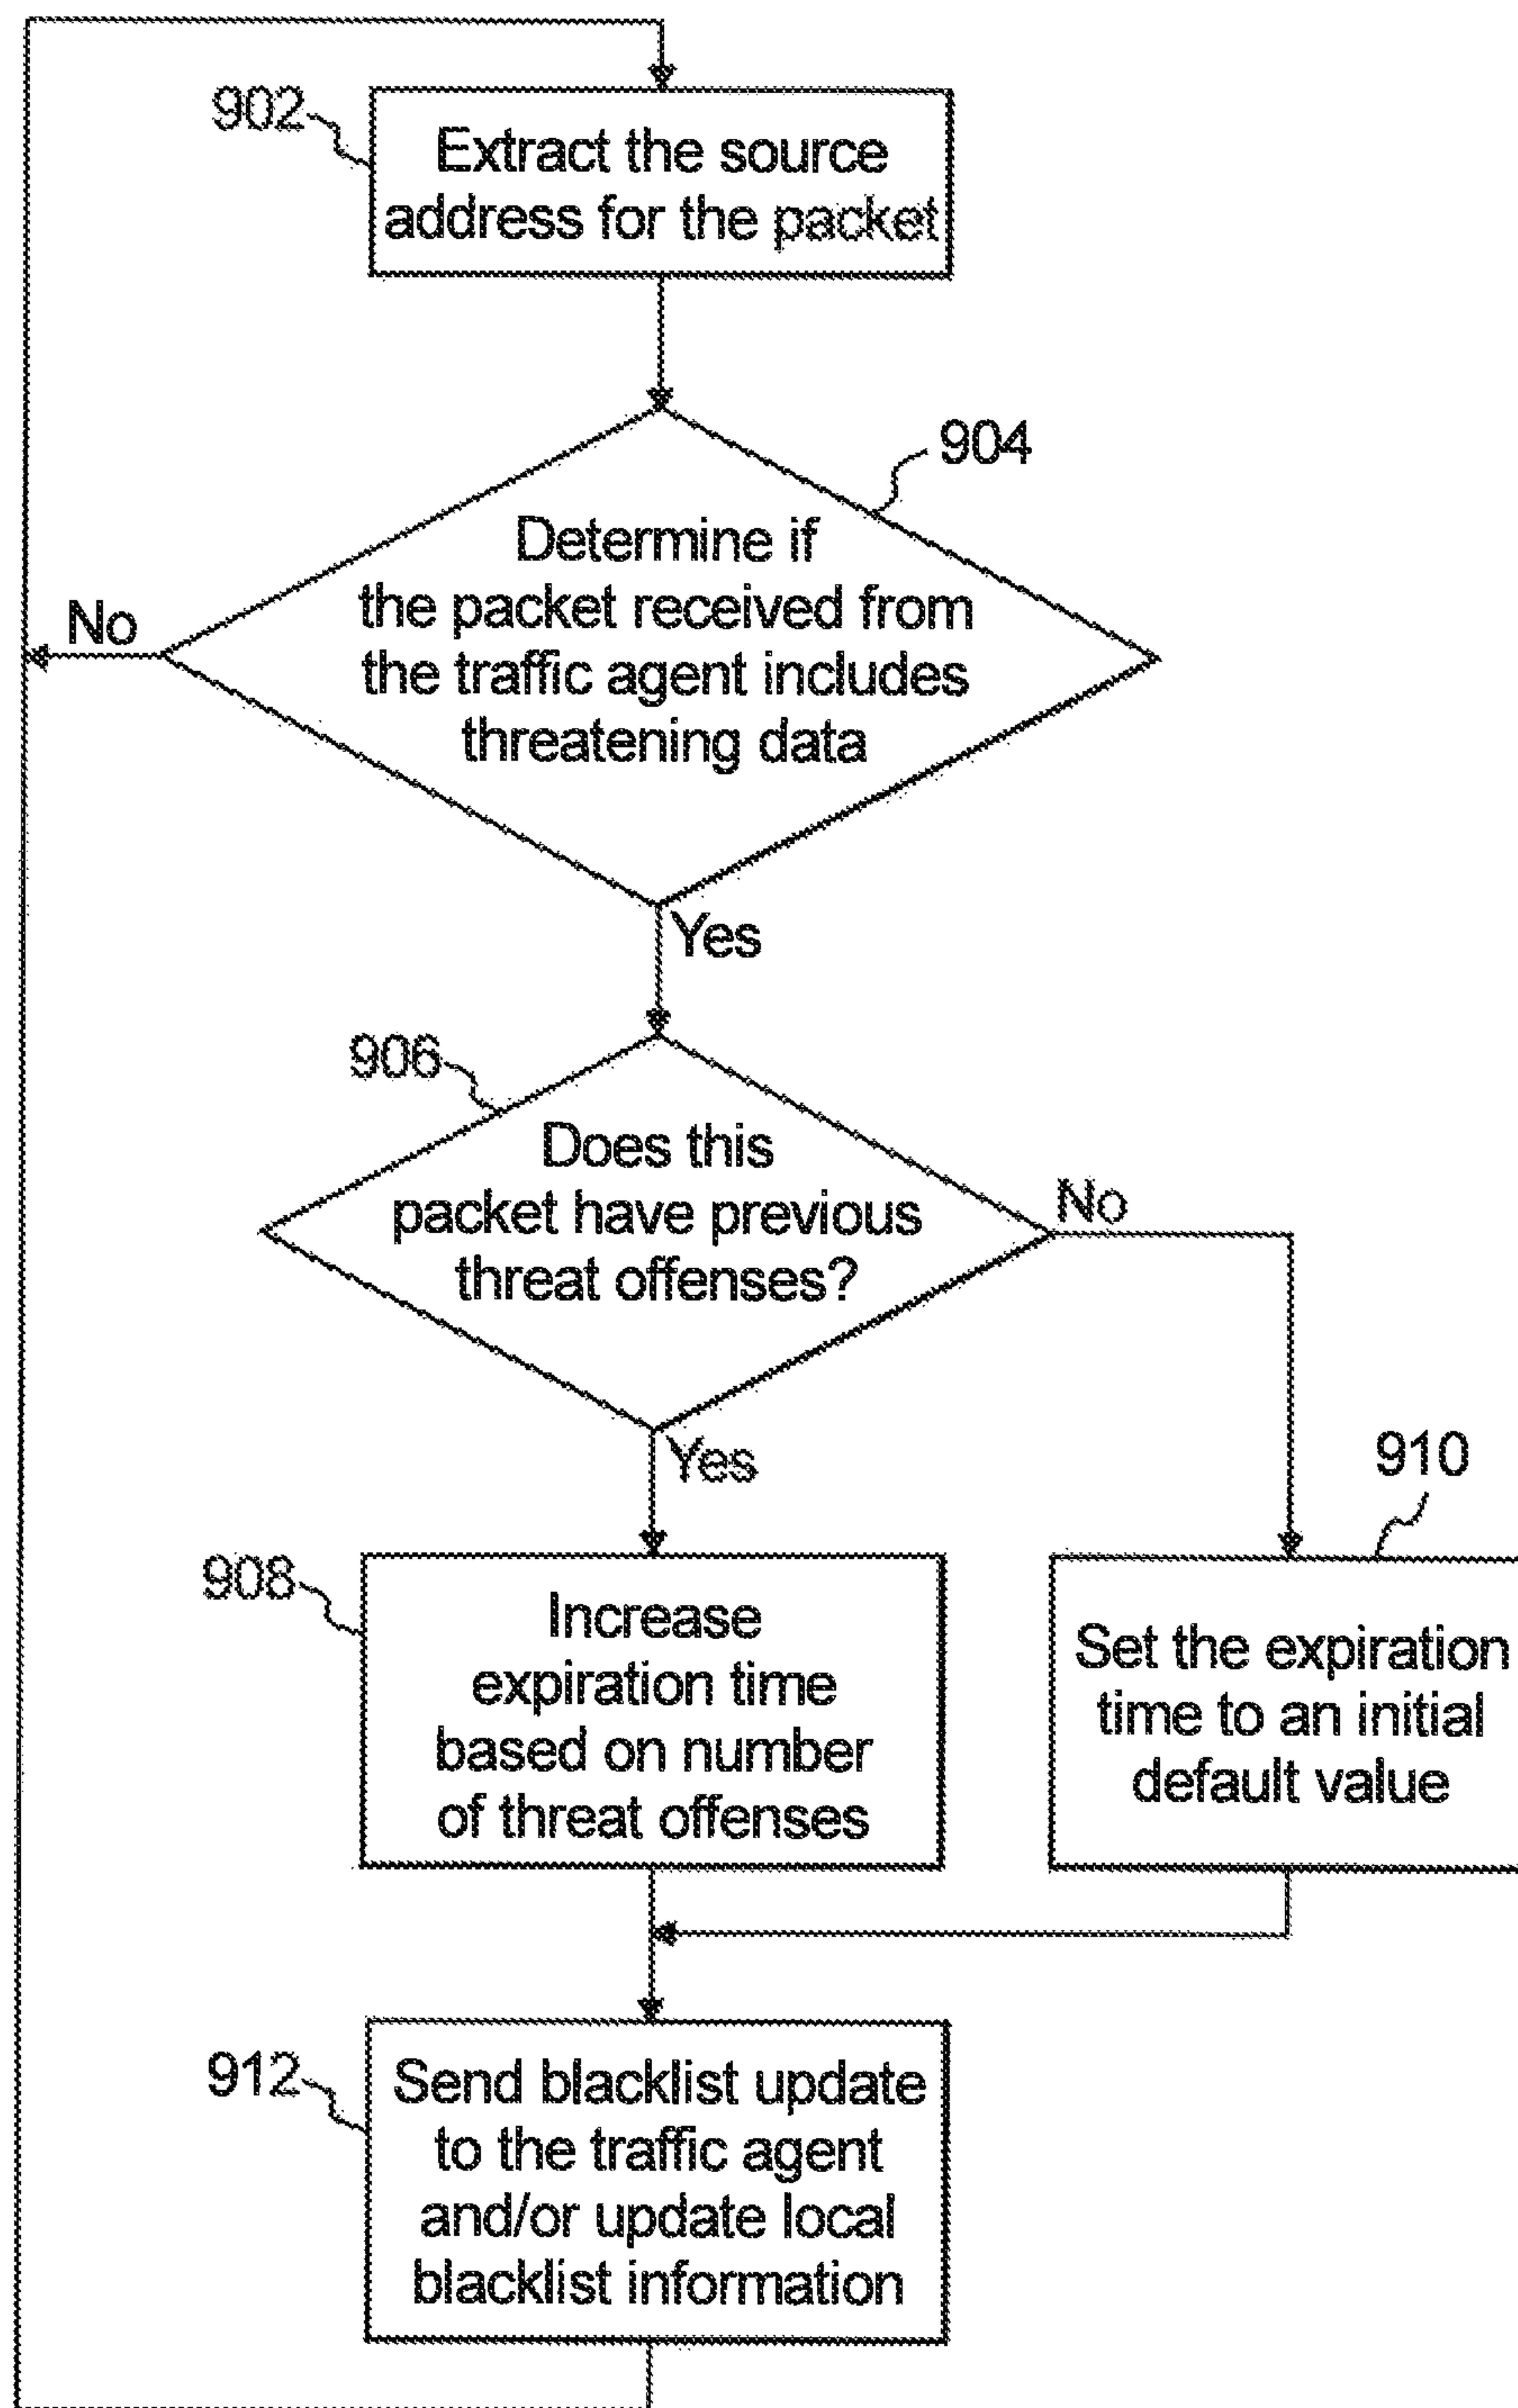 902
Extract the source
address for the packet
904
Determine if
the packet received from
the traffic agent includes
threatening data
No
Yes
906
Does this
packet have previous
threat offenses?
No
Yes
908
Increase
expiration time
based on number
of threat offenses
910
Set the expiration
time to an initial
default value
912
Send blacklist update
to the traffic agent
and/or update local
blacklist information